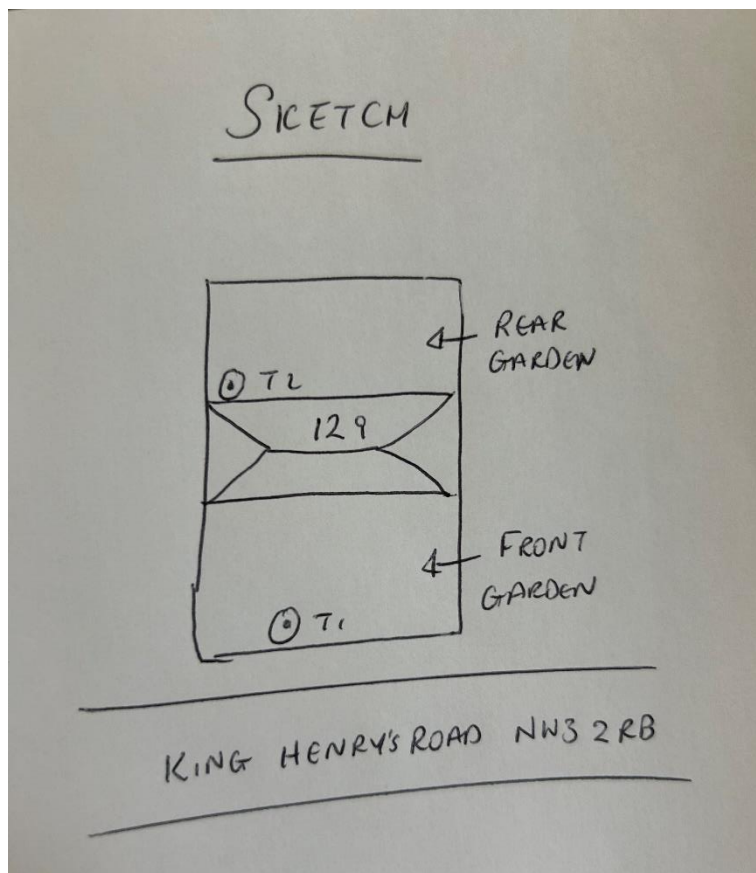 SKETCH
REAR
GARDEN
T2
129
FRONT
GARDEN
T1
KING HENRY'S ROAD NW3 2RB